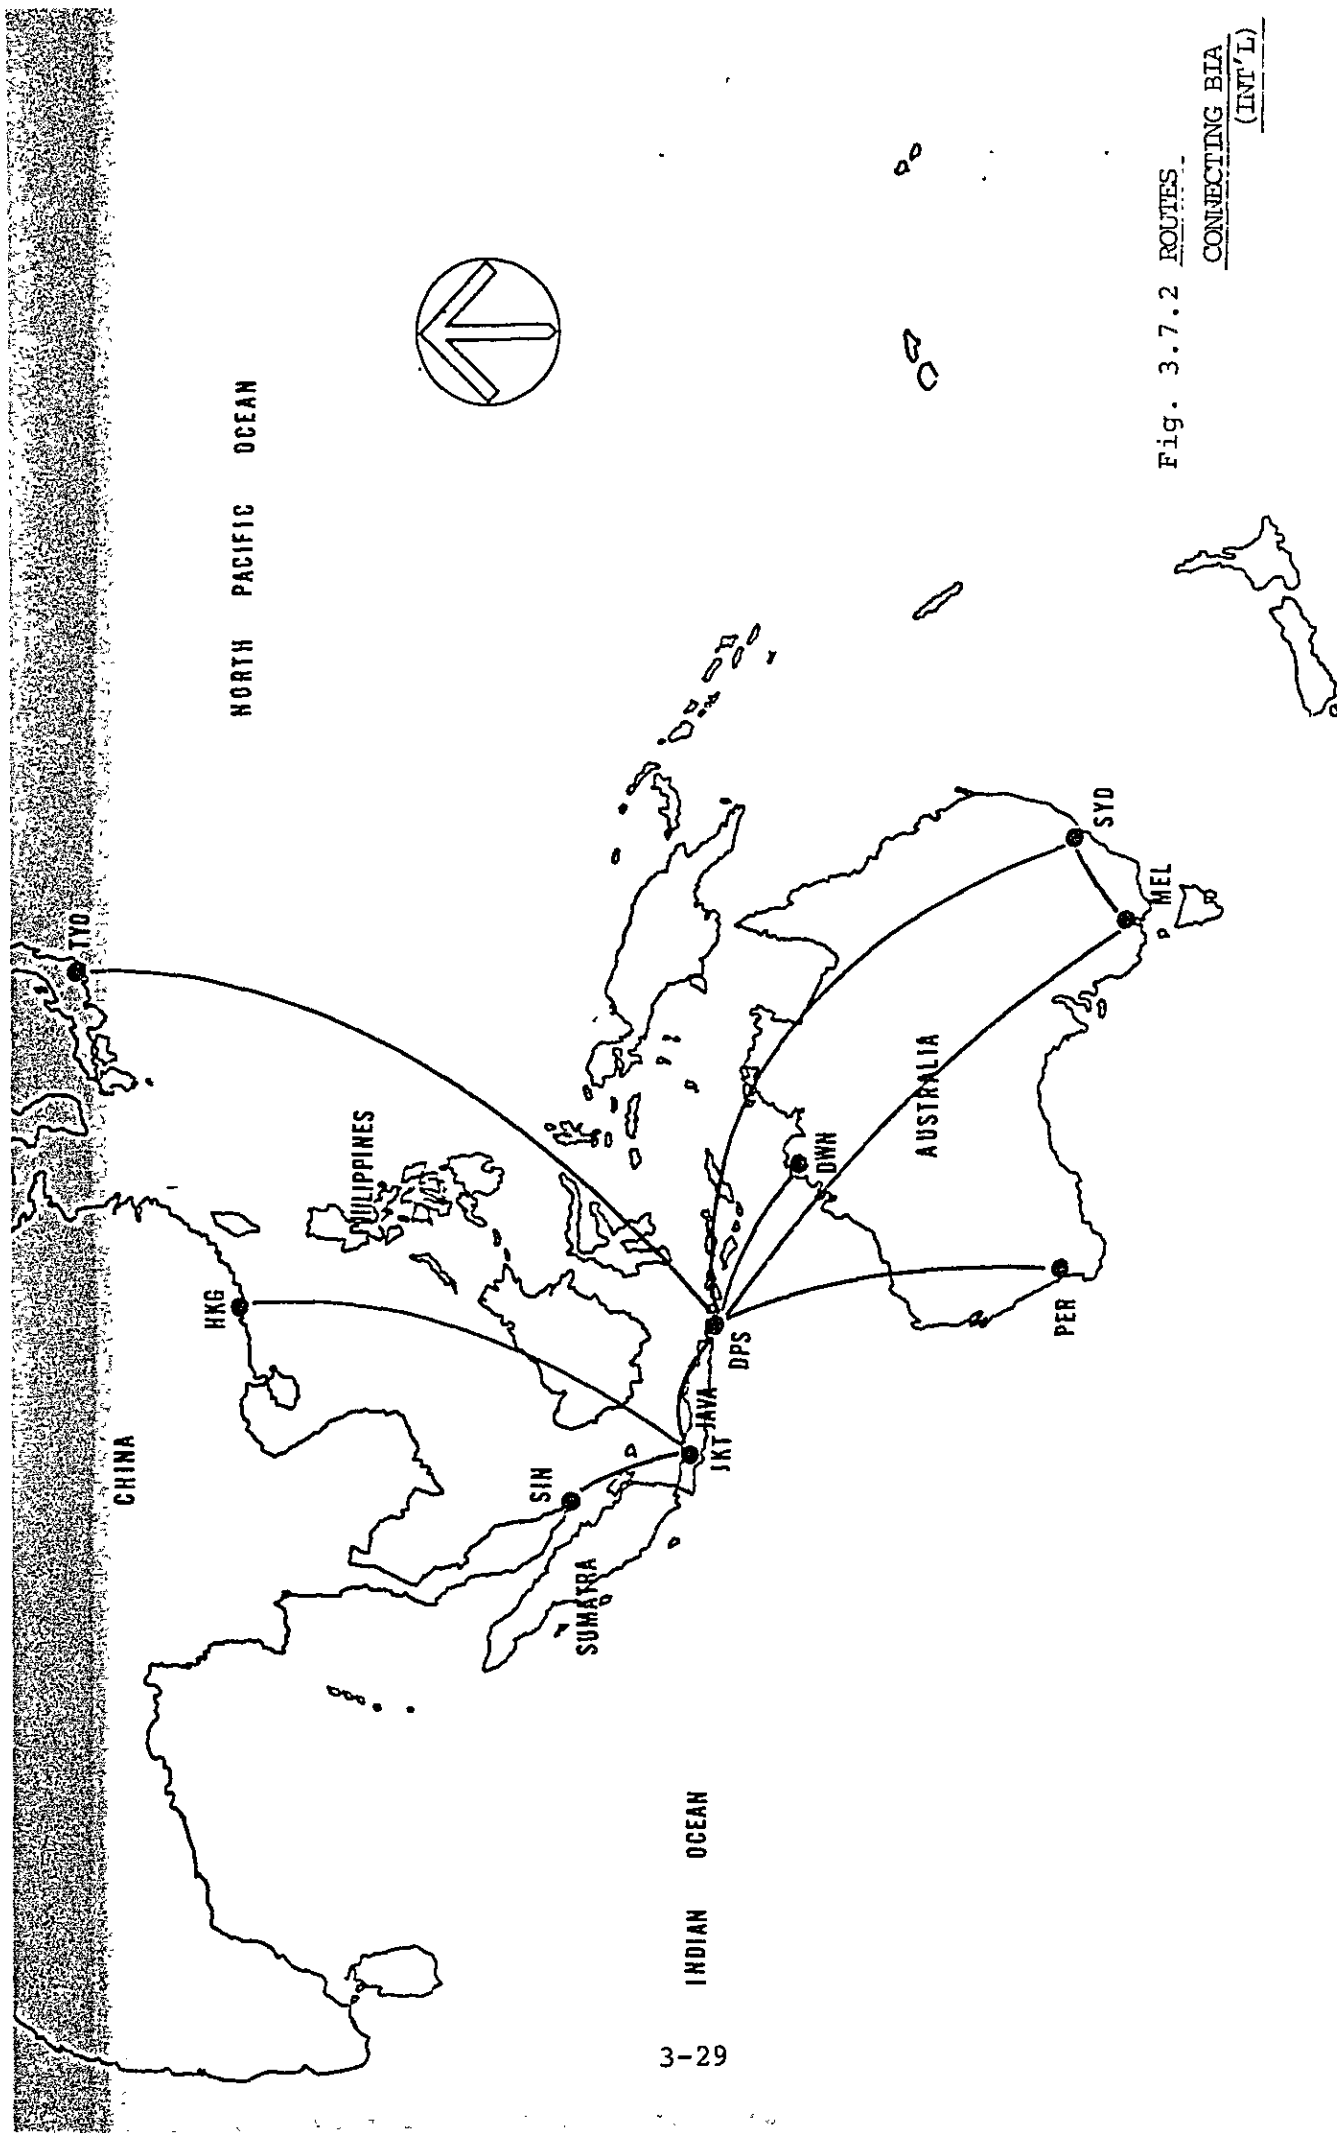 TYO
CHINA
HKG
NORTH PACIFIC OCEAN
PHILIPPINES
SIN
SUMATRA
JAVA
JKT
DPS
DWN
INDIAN OCEAN
AUSTRALIA
PER
SYD
MEL
Fig. 3.7.2 ROUTES
CONNECTING BIA
(INT'L)
3-29